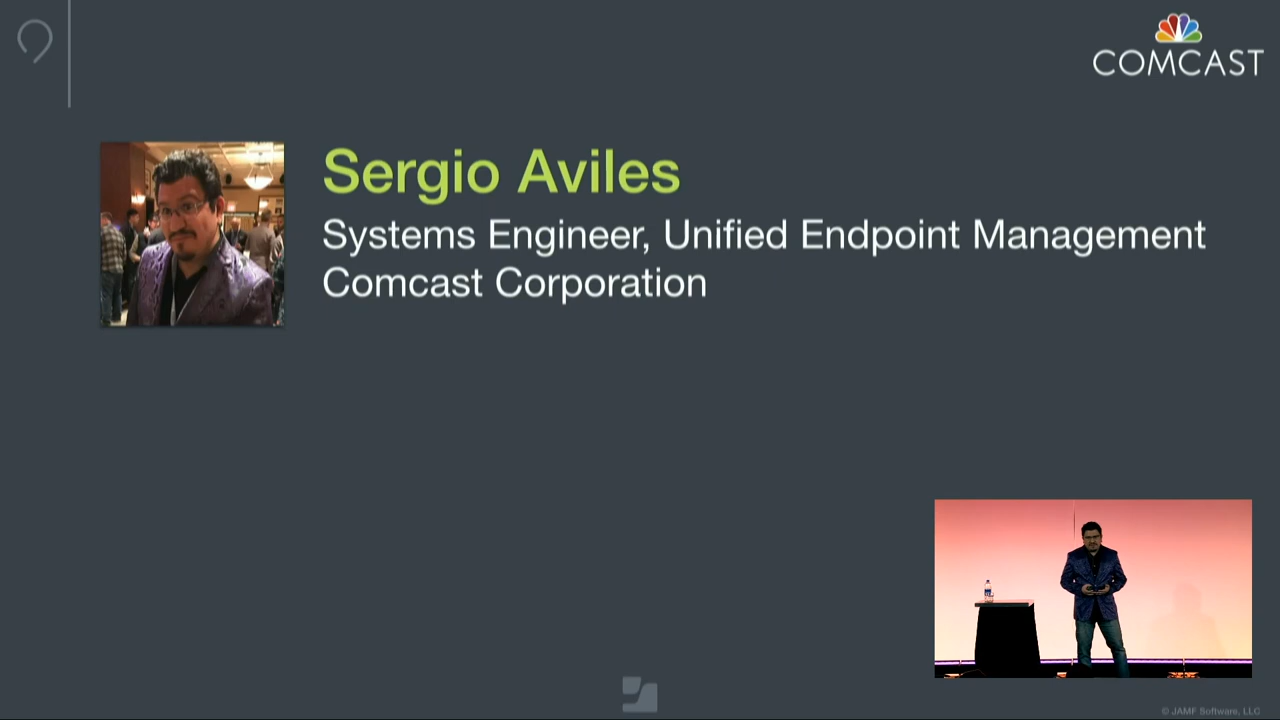 COMCAST
Sergio Aviles
Systems Engineer, Unified Endpoint Management
Comcast Corporation
© JAMF Software, LLC